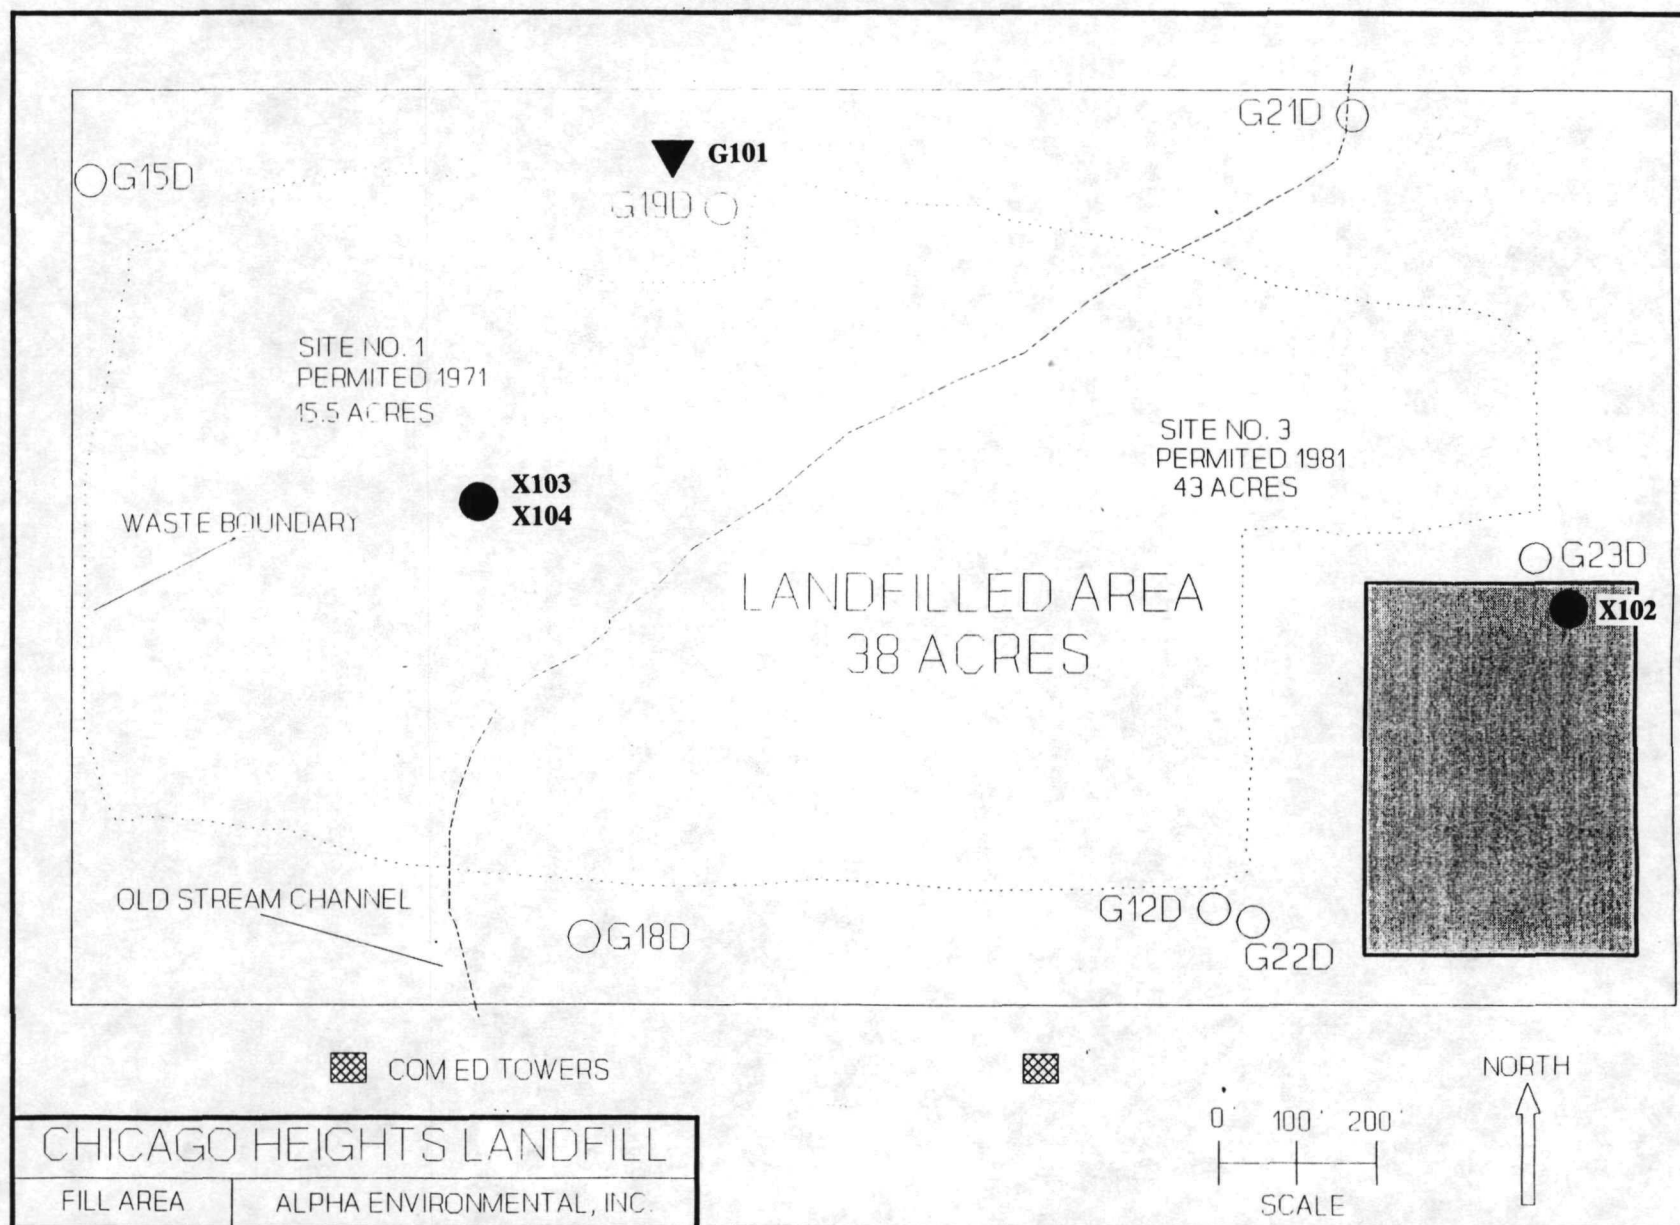 G21D
G101
G15D
G19D
SITE NO. 1
PERMITED 1971
15.5 ACRES
SITE NO. 3
PERMITED 1981
43 ACRES
X103
X104
WASTE BOUNDARY
G23D
LANDFILLED AREA
38 ACRES
X102
OLD STREAM CHANNEL
G12D
G18D
G22D
COM ED TOWERS
NORTH
0 100 200
SCALE
CHICAGO HEIGHTS LANDFILL
FILL AREA
ALPHA ENVIRONMENTAL, INC.